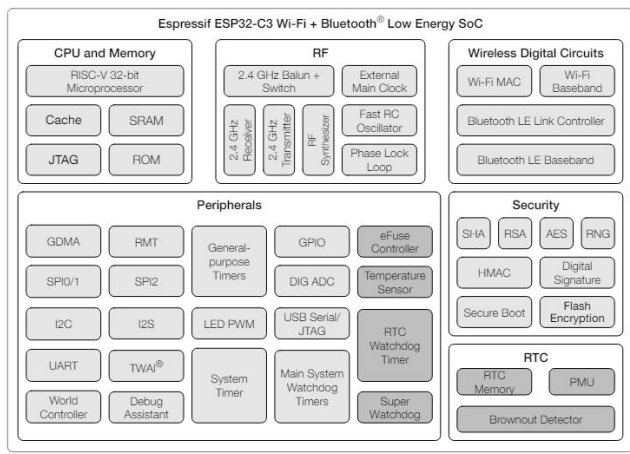 Espressif ESP32-C3 Wi-Fi + Bluetooth® Low Energy SoC
CPU and Memory
RISC-V 32-bit
Microprocessor
Cache
SRAM
JTAG
ROM
RF
2.4 GHz Balun +
Switch
External
Main Clock
2.4 GHz
Receiver
2.4 GHz
Transmitter
RF
Synthesizer
Fast RC
Oscillator
Phase Lock
Loop
Wireless Digital Circuits
Wi-Fi MAC
Wi-Fi
Baseband
Bluetooth LE Link Controller
Bluetooth LE Baseband
Peripherals
GDMA
RMT
General-
purpose
Timers
GPIO
eFuse
Controller
SPI0/1
SPI2
DIG ADC
Temperature
Sensor
I2C
I2S
LED PWM
USB Serial/
JTAG
RTC
Watchdog
Timer
UART
TWAI®
System
Timer
Main System
Watchdog
Timers
World
Controller
Debug
Assistant
Super
Watchdog
Security
SHA
RSA
AES
RNG
HMAC
Digital
Signature
Secure Boot
Flash
Encryption
RTC
RTC
Memory
PMU
Brownout Detector